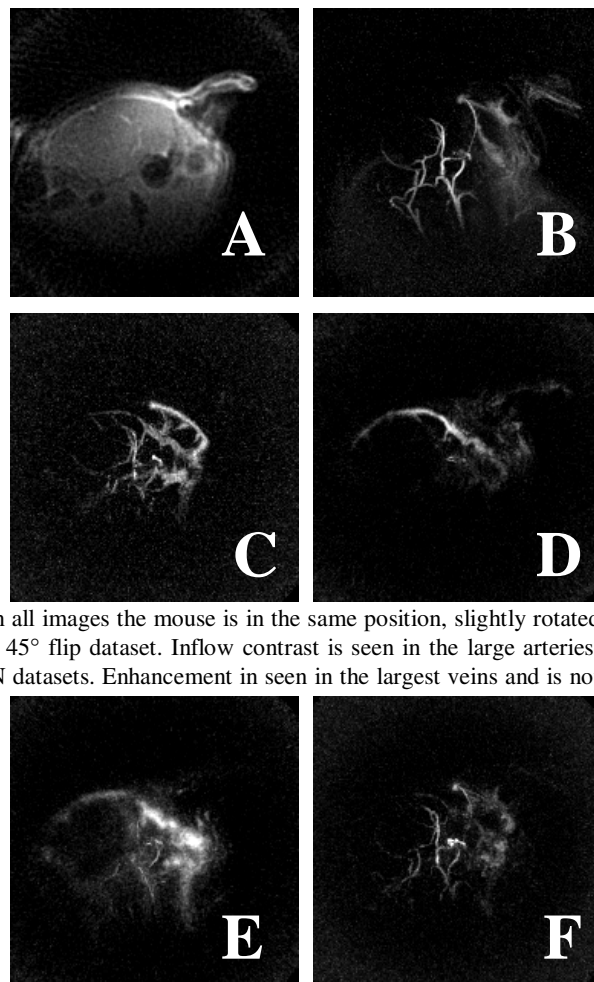 A
B
C
D
all images the mouse is in the same position, slightly rotated
45° flip dataset. Inflow contrast is seen in the large arteries
datasets. Enhancement in seen in the largest veins and is no
E
F